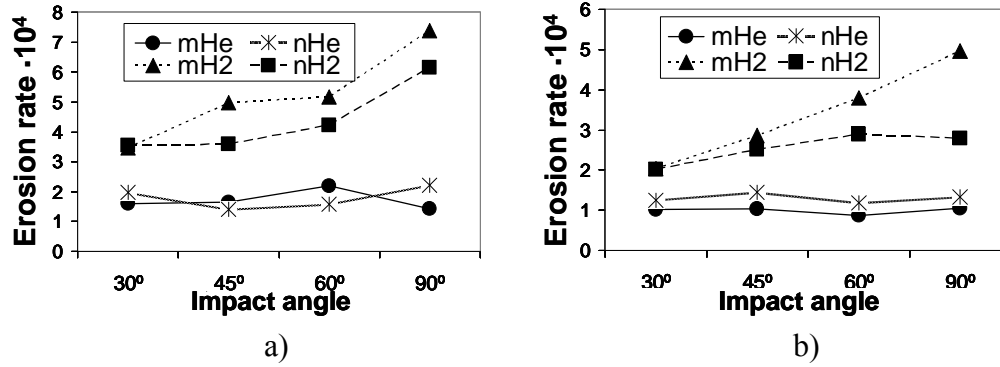 Erosion rate ·10⁴
8
7
6
5
4
3
2
1
0
mHe nHe
mH2 nH2
30º 45º 60º 90º
Impact angle
a)
Erosion rate ·10⁴
6
5
4
3
2
1
0
mHe nHe
mH2 nH2
30º 45º 60º 90º
Impact angle
b)